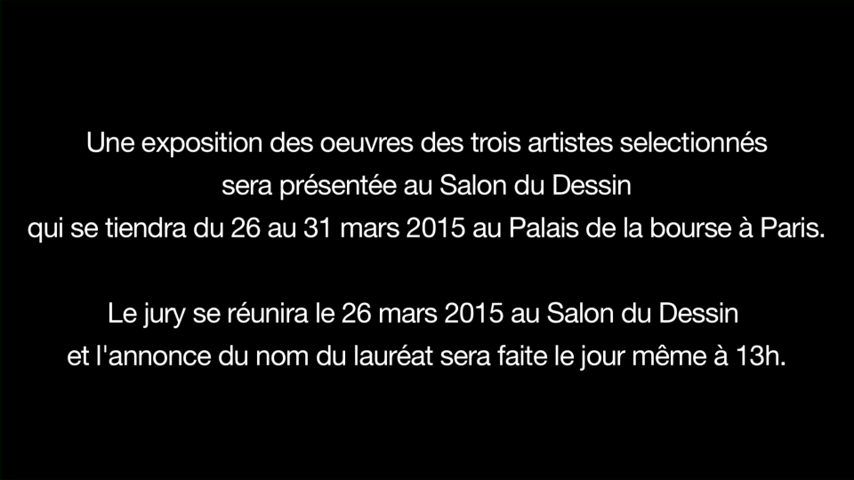 Une exposition des oeuvres des trois artistes selectionnés
sera présentée au Salon du Dessin
qui se tiendra du 26 au 31 mars 2015 au Palais de la bourse à Paris.
Le jury se réunira le 26 mars 2015 au Salon du Dessin
et l'annonce du nom du lauréat sera faite le jour même à 13h.